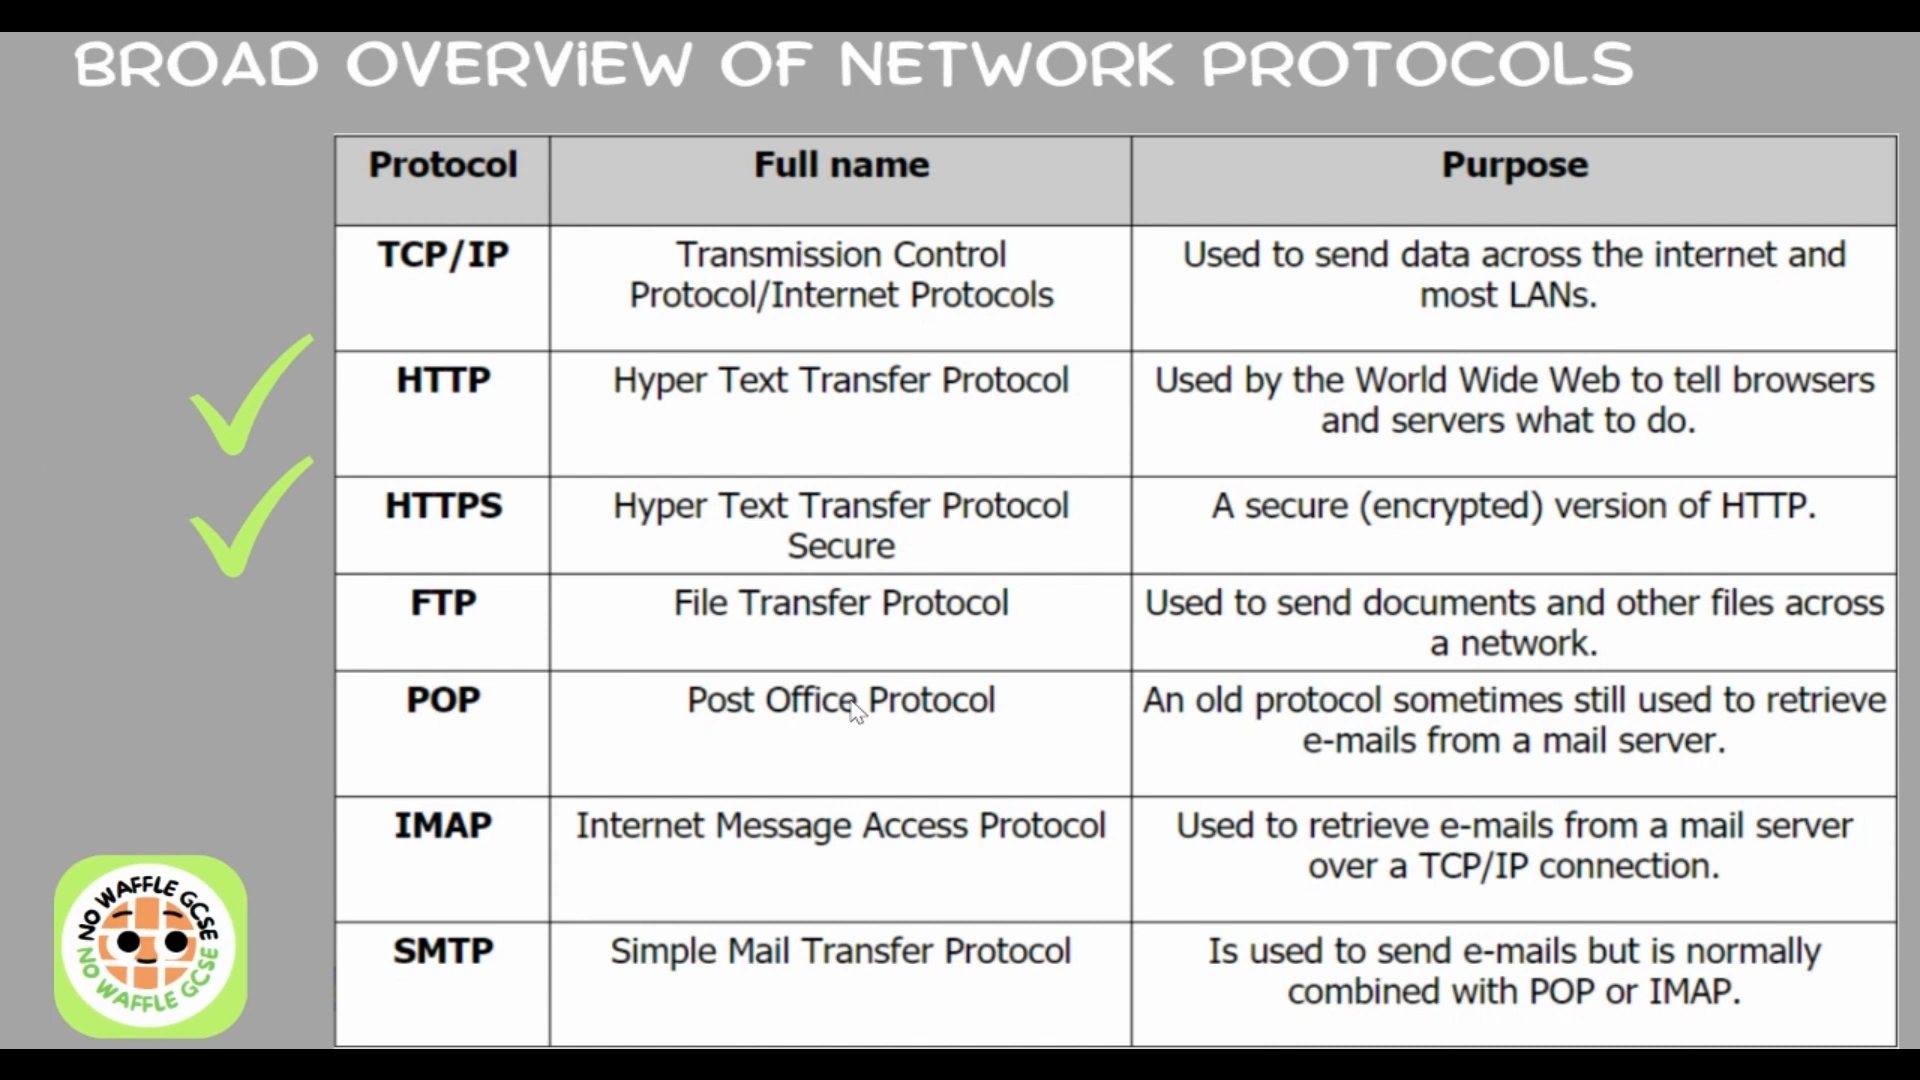 BROAD OVERViEW OF NETWORK PROTOCOLS
Protocol
Full name
Purpose
TCP/IP
Transmission Control
Protocol/Internet Protocols
Used to send data across the internet and
most LANs.
HTTP
Hyper Text Transfer Protocol
Used by the World Wide Web to tell browsers
and servers what to do.
HTTPS
Hyper Text Transfer Protocol
Secure
A secure (encrypted) version of HTTP.
FTP
File Transfer Protocol
Used to send documents and other files across
a network.
POP
Post Office Protocol
An old protocol sometimes still used to retrieve
e-mails from a mail server.
IMAP
Internet Message Access Protocol
Used to retrieve e-mails from a mail server
over a TCP/IP connection.
SMTP
Simple Mail Transfer Protocol
Is used to send e-mails but is normally
combined with POP or IMAP.
NO WAFFLE GCSE
NO WAFFLE GCSE